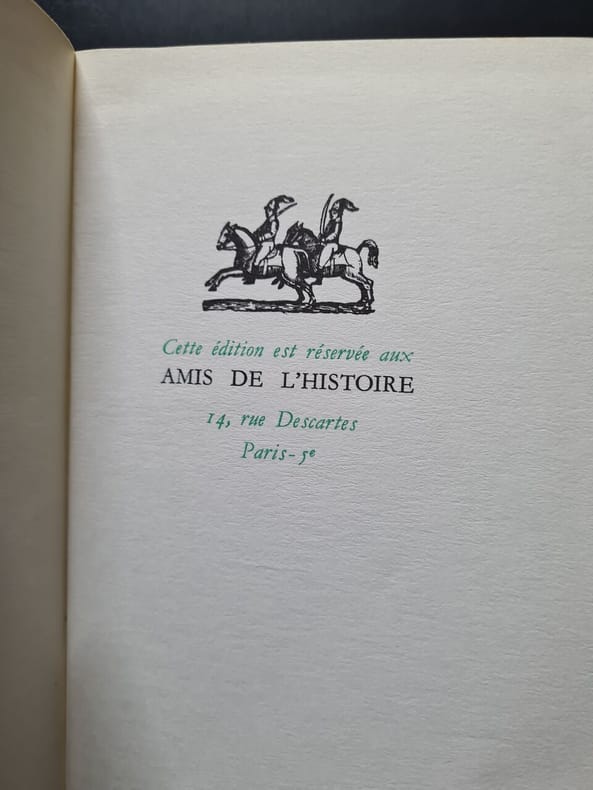 Cette édition est réservée aux
AMIS DE L'HISTOIRE
14, rue Descartes
Paris-5e